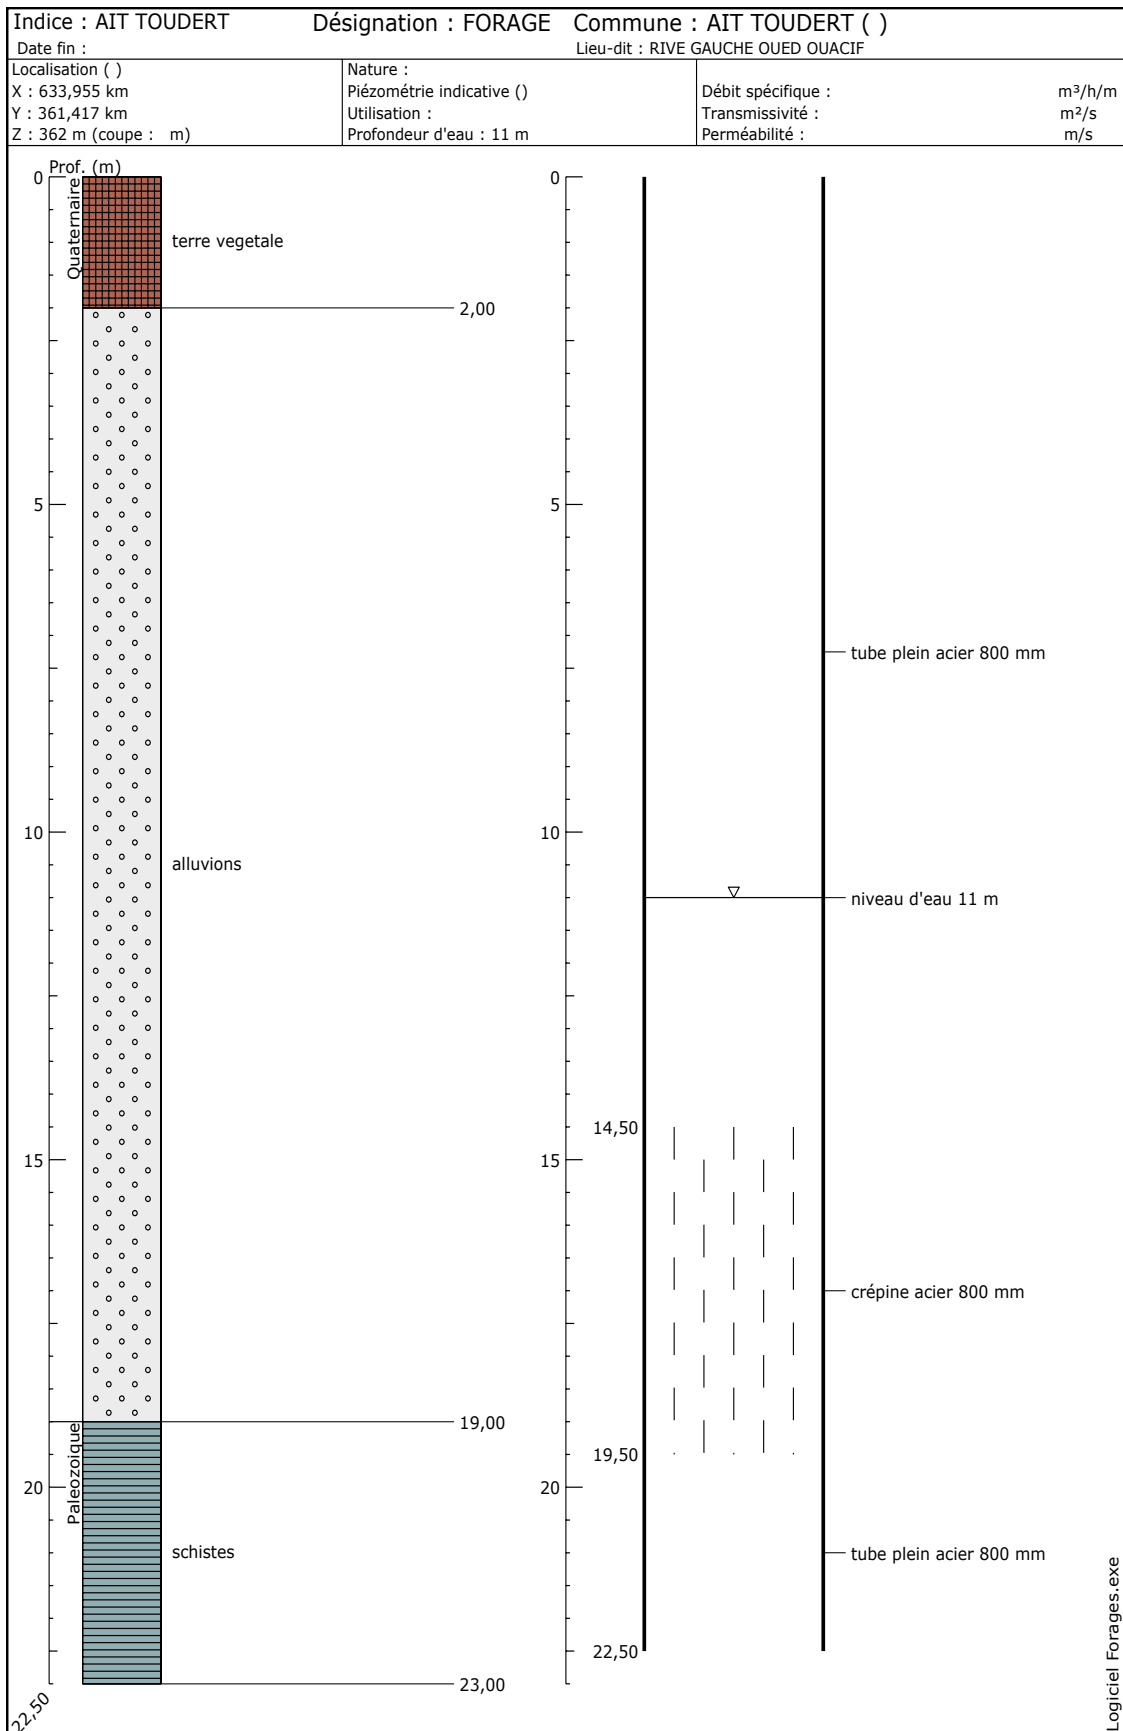 Indice : AIT TOUDERT Désignation : FORAGE Commune : AIT TOUDERT ( )
Date fin : Lieu-dit : RIVE GAUCHE OUED OUACIF
Localisation ( )
X : 633,955 km
Y : 361,417 km
Z : 362 m (coupe : m)
Nature :
Piézométrie indicative ()
Utilisation :
Profondeur d'eau : 11 m
Débit spécifique : m³/h/m
Transmissivité : m²/s
Perméabilité : m/s
Prof. (m)
0
5
10
15
20
22,50
Quaternaire
Paleozoique
terre vegetale
2,00
alluvions
19,00
schistes
23,00
0
5
10
14,50
15
19,50
20
22,50
tube plein acier 800 mm
niveau d'eau 11 m
crépine acier 800 mm
tube plein acier 800 mm
Logiciel Forages.exe